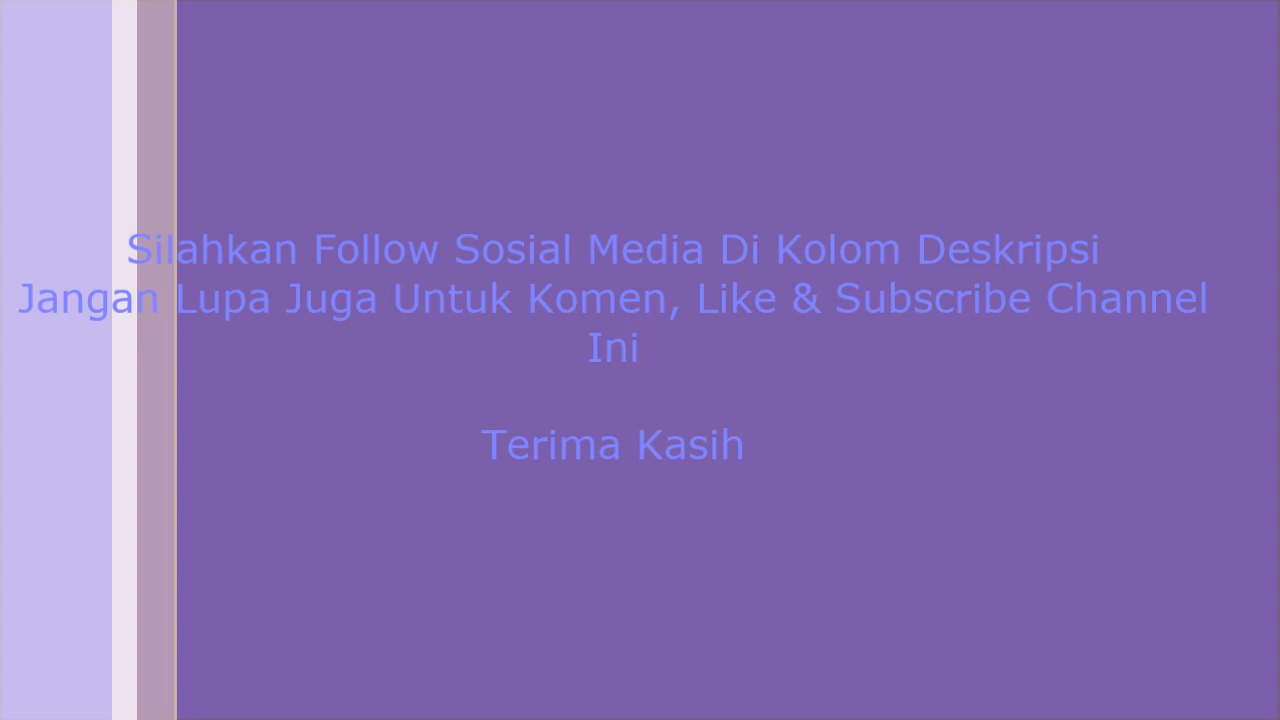 Silahkan Follow Sosial Media Di Kolom Deskripsi
Jangan Lupa Juga Untuk Komen, Like & Subscribe Channel
Ini
Terima Kasih